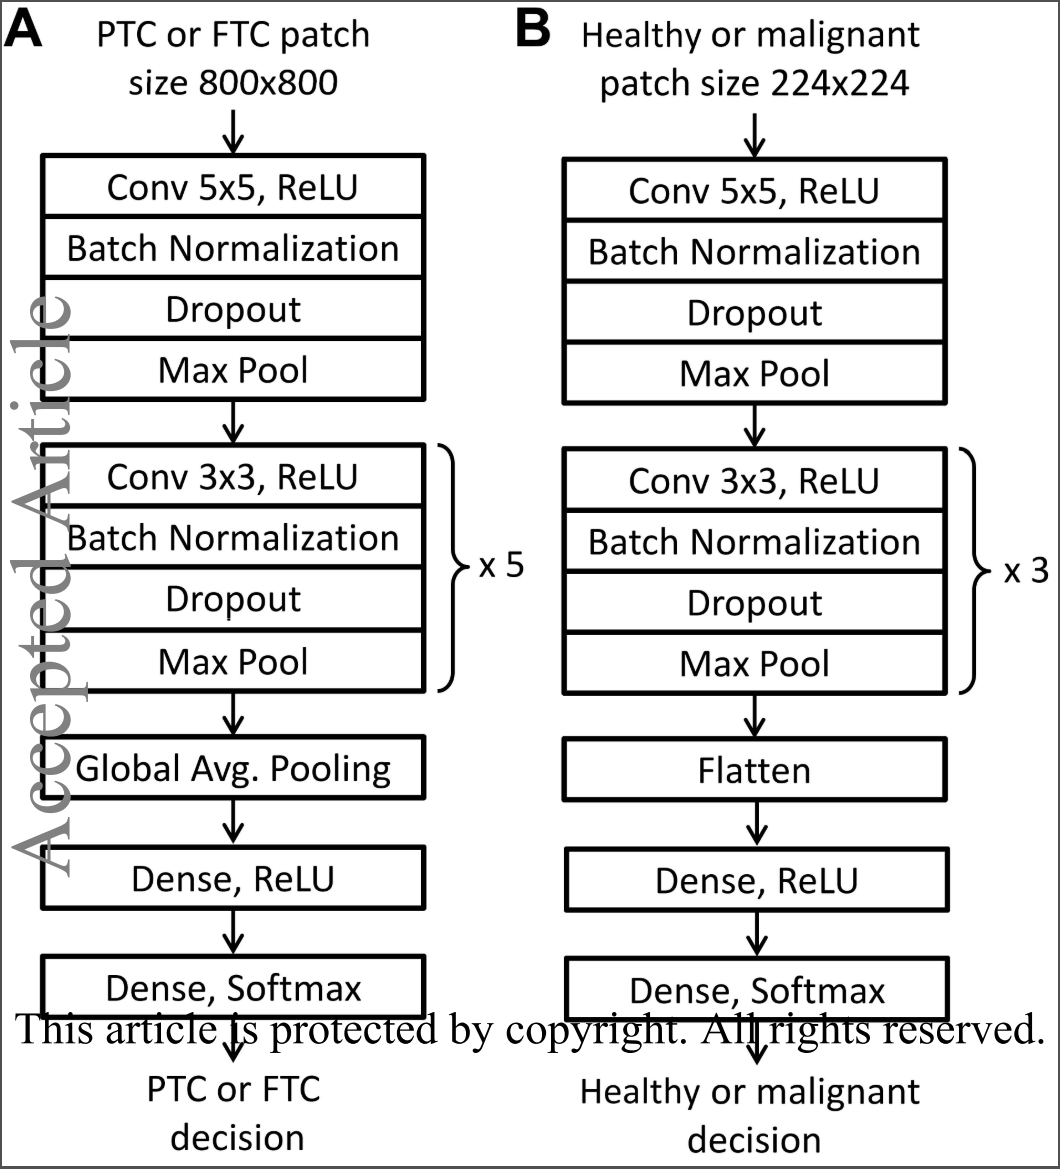 A
PTC or FTC patch
size 800x800
Conv 5x5, ReLU
Batch Normalization
Dropout
Max Pool
Conv 3x3, ReLU
Batch Normalization
Dropout
Max Pool
x 5
Global Avg. Pooling
Dense, ReLU
Dense, Softmax
PTC or FTC
decision
B
Healthy or malignant
patch size 224x224
Conv 5x5, ReLU
Batch Normalization
Dropout
Max Pool
Conv 3x3, ReLU
Batch Normalization
Dropout
Max Pool
x 3
Flatten
Dense, ReLU
Dense, Softmax
Healthy or malignant
decision
Accepted Article
This article is protected by copyright. All rights reserved.